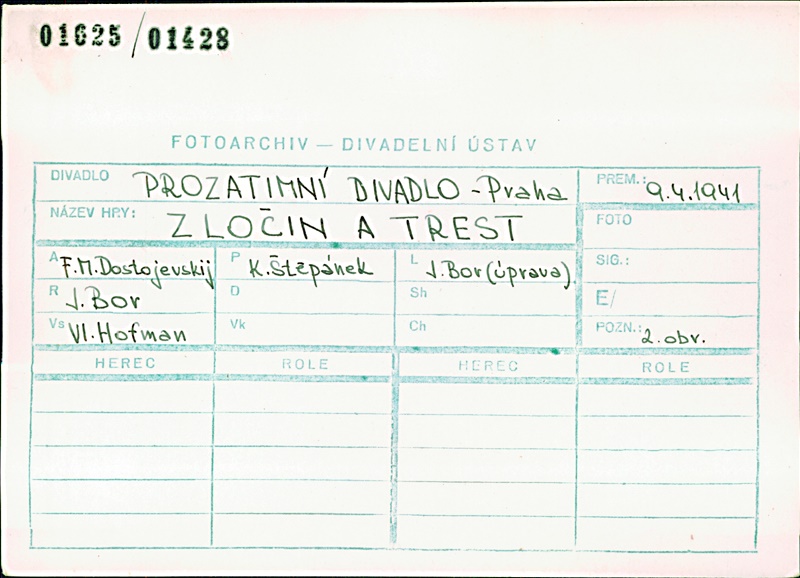 01625/01428
FOTOARCHIV — DIVADELNÍ ÚSTAV
DIVADLO PROZATIMNÍ DIVADLO - Praha PREM.: 9.4.1941
NÁZEV HRY: ZLOČIN A TREST FOTO
A F.M.Dostojevskij P K.Štěpánek L J.Bor (úprava) SIG.:
R J.Bor D Sh E/
Vs Vl.Hofman Vk Ch POZN.: 2.obr.
HEREC ROLE HEREC ROLE